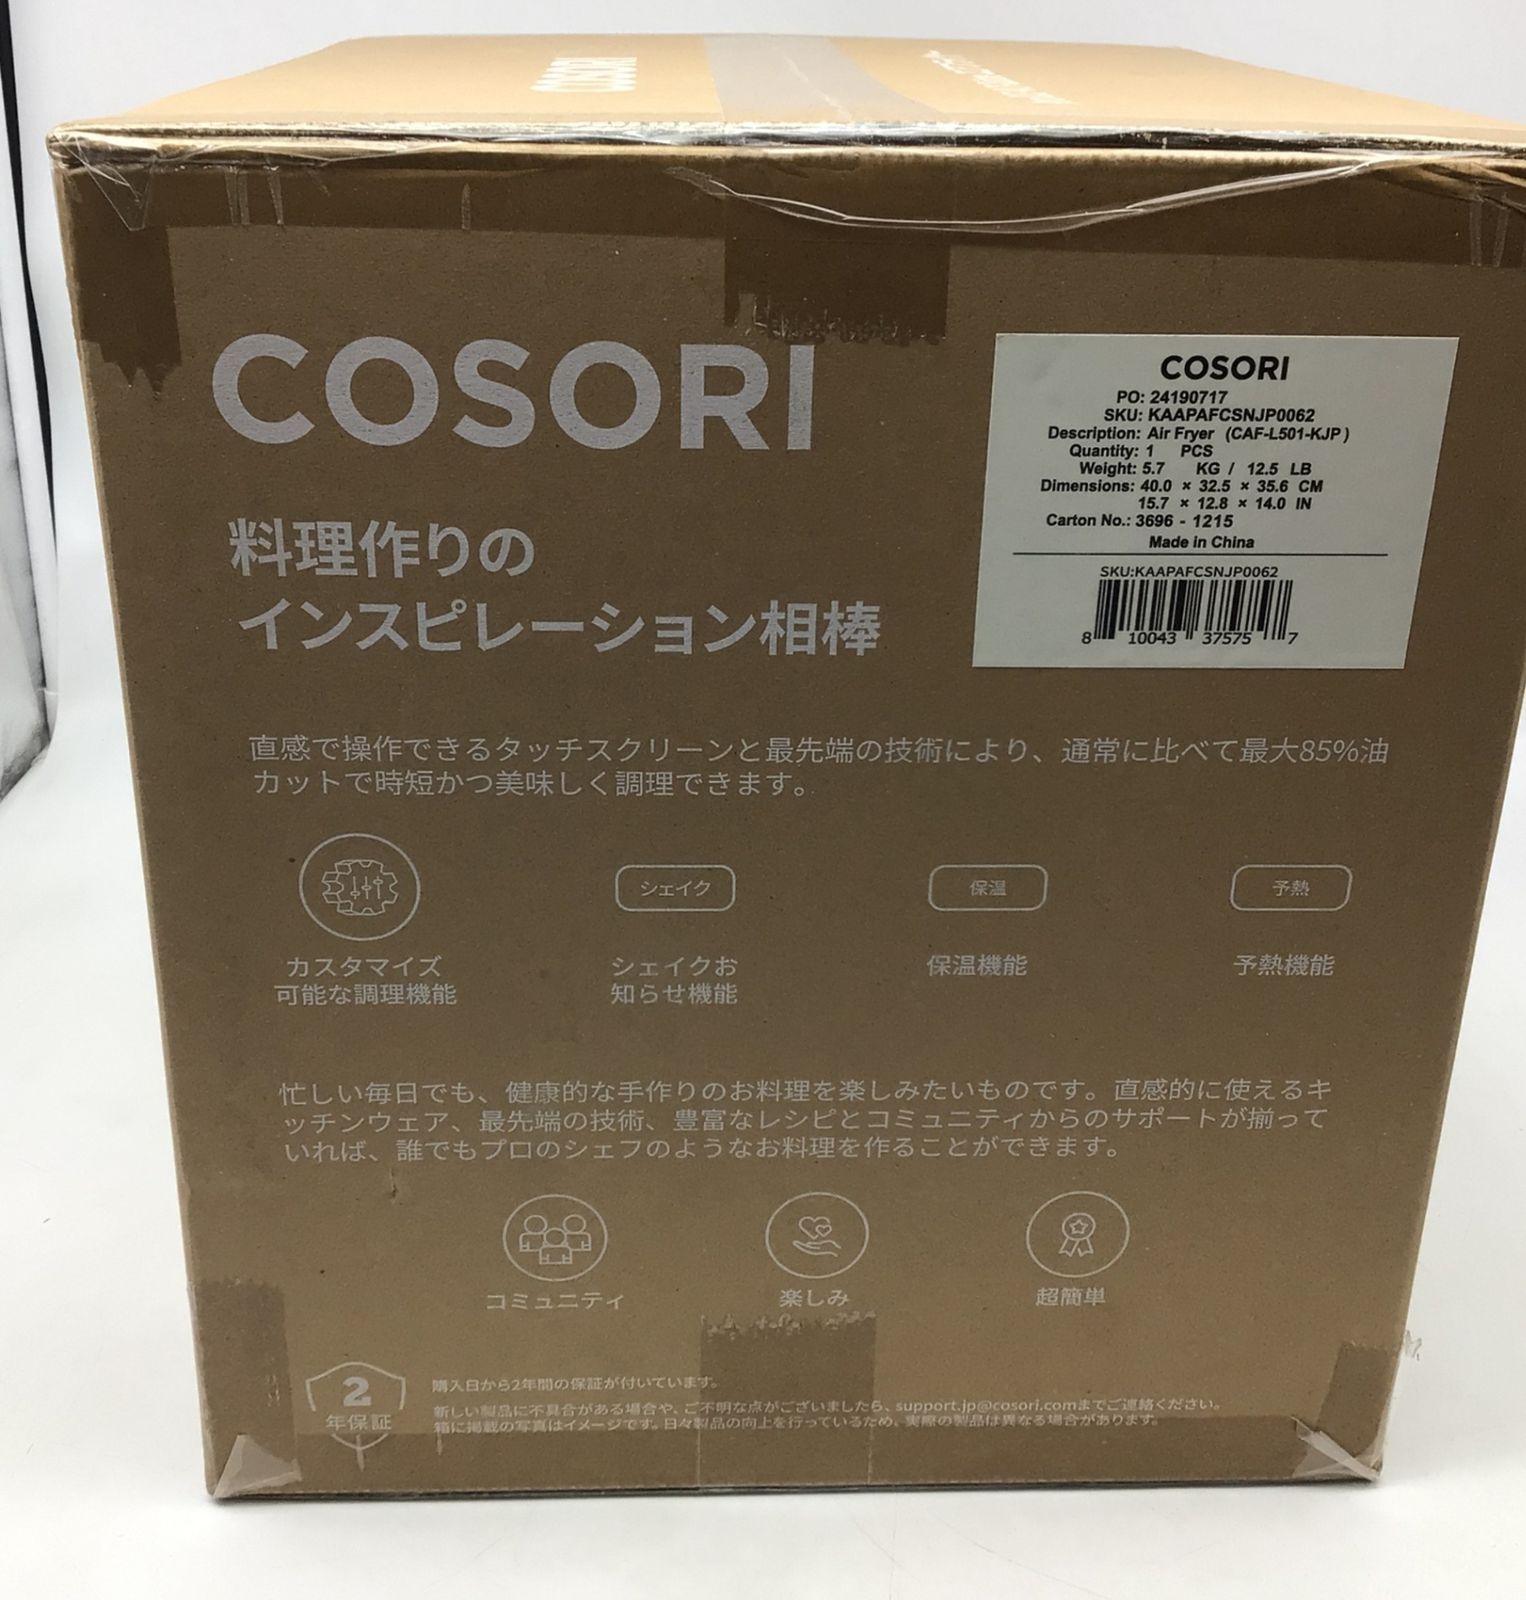 COSORI
COSORI
料理作りの
インスピレーション相棒
COSORI
PO: 24190717
SKU: KAAPAFCSNJP0062
Description: Air Fryer (CAF-L501-KJP)
Quantity: 1 PCS
Weight: 5.7 KG / 12.5 LB
Dimensions: 40.0 × 32.5 × 35.6 CM
15.7 × 12.8 × 14.0 IN
Carton No.: 3696 - 1215
Made in China
SKU:KAAPAFCSNJP0062
8 10043 37575 7
直感で操作できるタッチスクリーンと最先端の技術により、通常に比べて最大85%油
カットで時短かつ美味しく調理できます。
シェイク
保温
予熱
カスタマイズ
可能な調理機能
シェイクお
知らせ機能
保温機能
予熱機能
忙しい毎日でも、健康的な手作りのお料理を楽しみたいものです。直感的に使えるキ
ッチンウェア、最先端の技術、豊富なレシピとコミュニティからのサポートが揃って
いれば、誰でもプロのシェフのようなお料理を作ることができます。
コミュニティ
楽しみ
超簡単
2
年保証
購入日から2年間の保証が付いています。
新しい製品に不具合がある場合や、ご不明な点がございましたら、support.jp@cosori.comまでご連絡ください。
箱に掲載の写真はイメージです。日々製品の向上を行っているため、実際の製品は異なる場合があります。